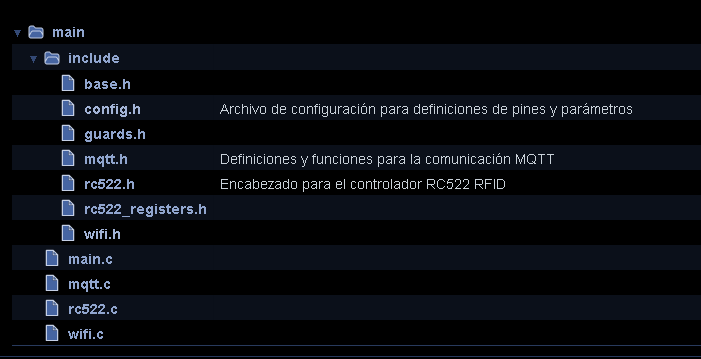 main
include
base.h
config.h Archivo de configuración para definiciones de pines y parámetros
guards.h
mqtt.h Definiciones y funciones para la comunicación MQTT
rc522.h Encabezado para el controlador RC522 RFID
rc522_registers.h
wifi.h
main.c
mqtt.c
rc522.c
wifi.c